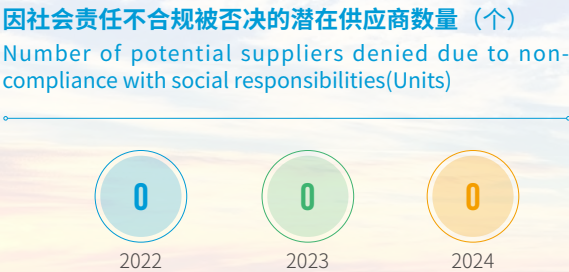 因社会责任不合规被否决的潜在供应商数量（个）
Number of potential suppliers denied due to non-
compliance with social responsibilities(Units)
0 0 0
2022 2023 2024